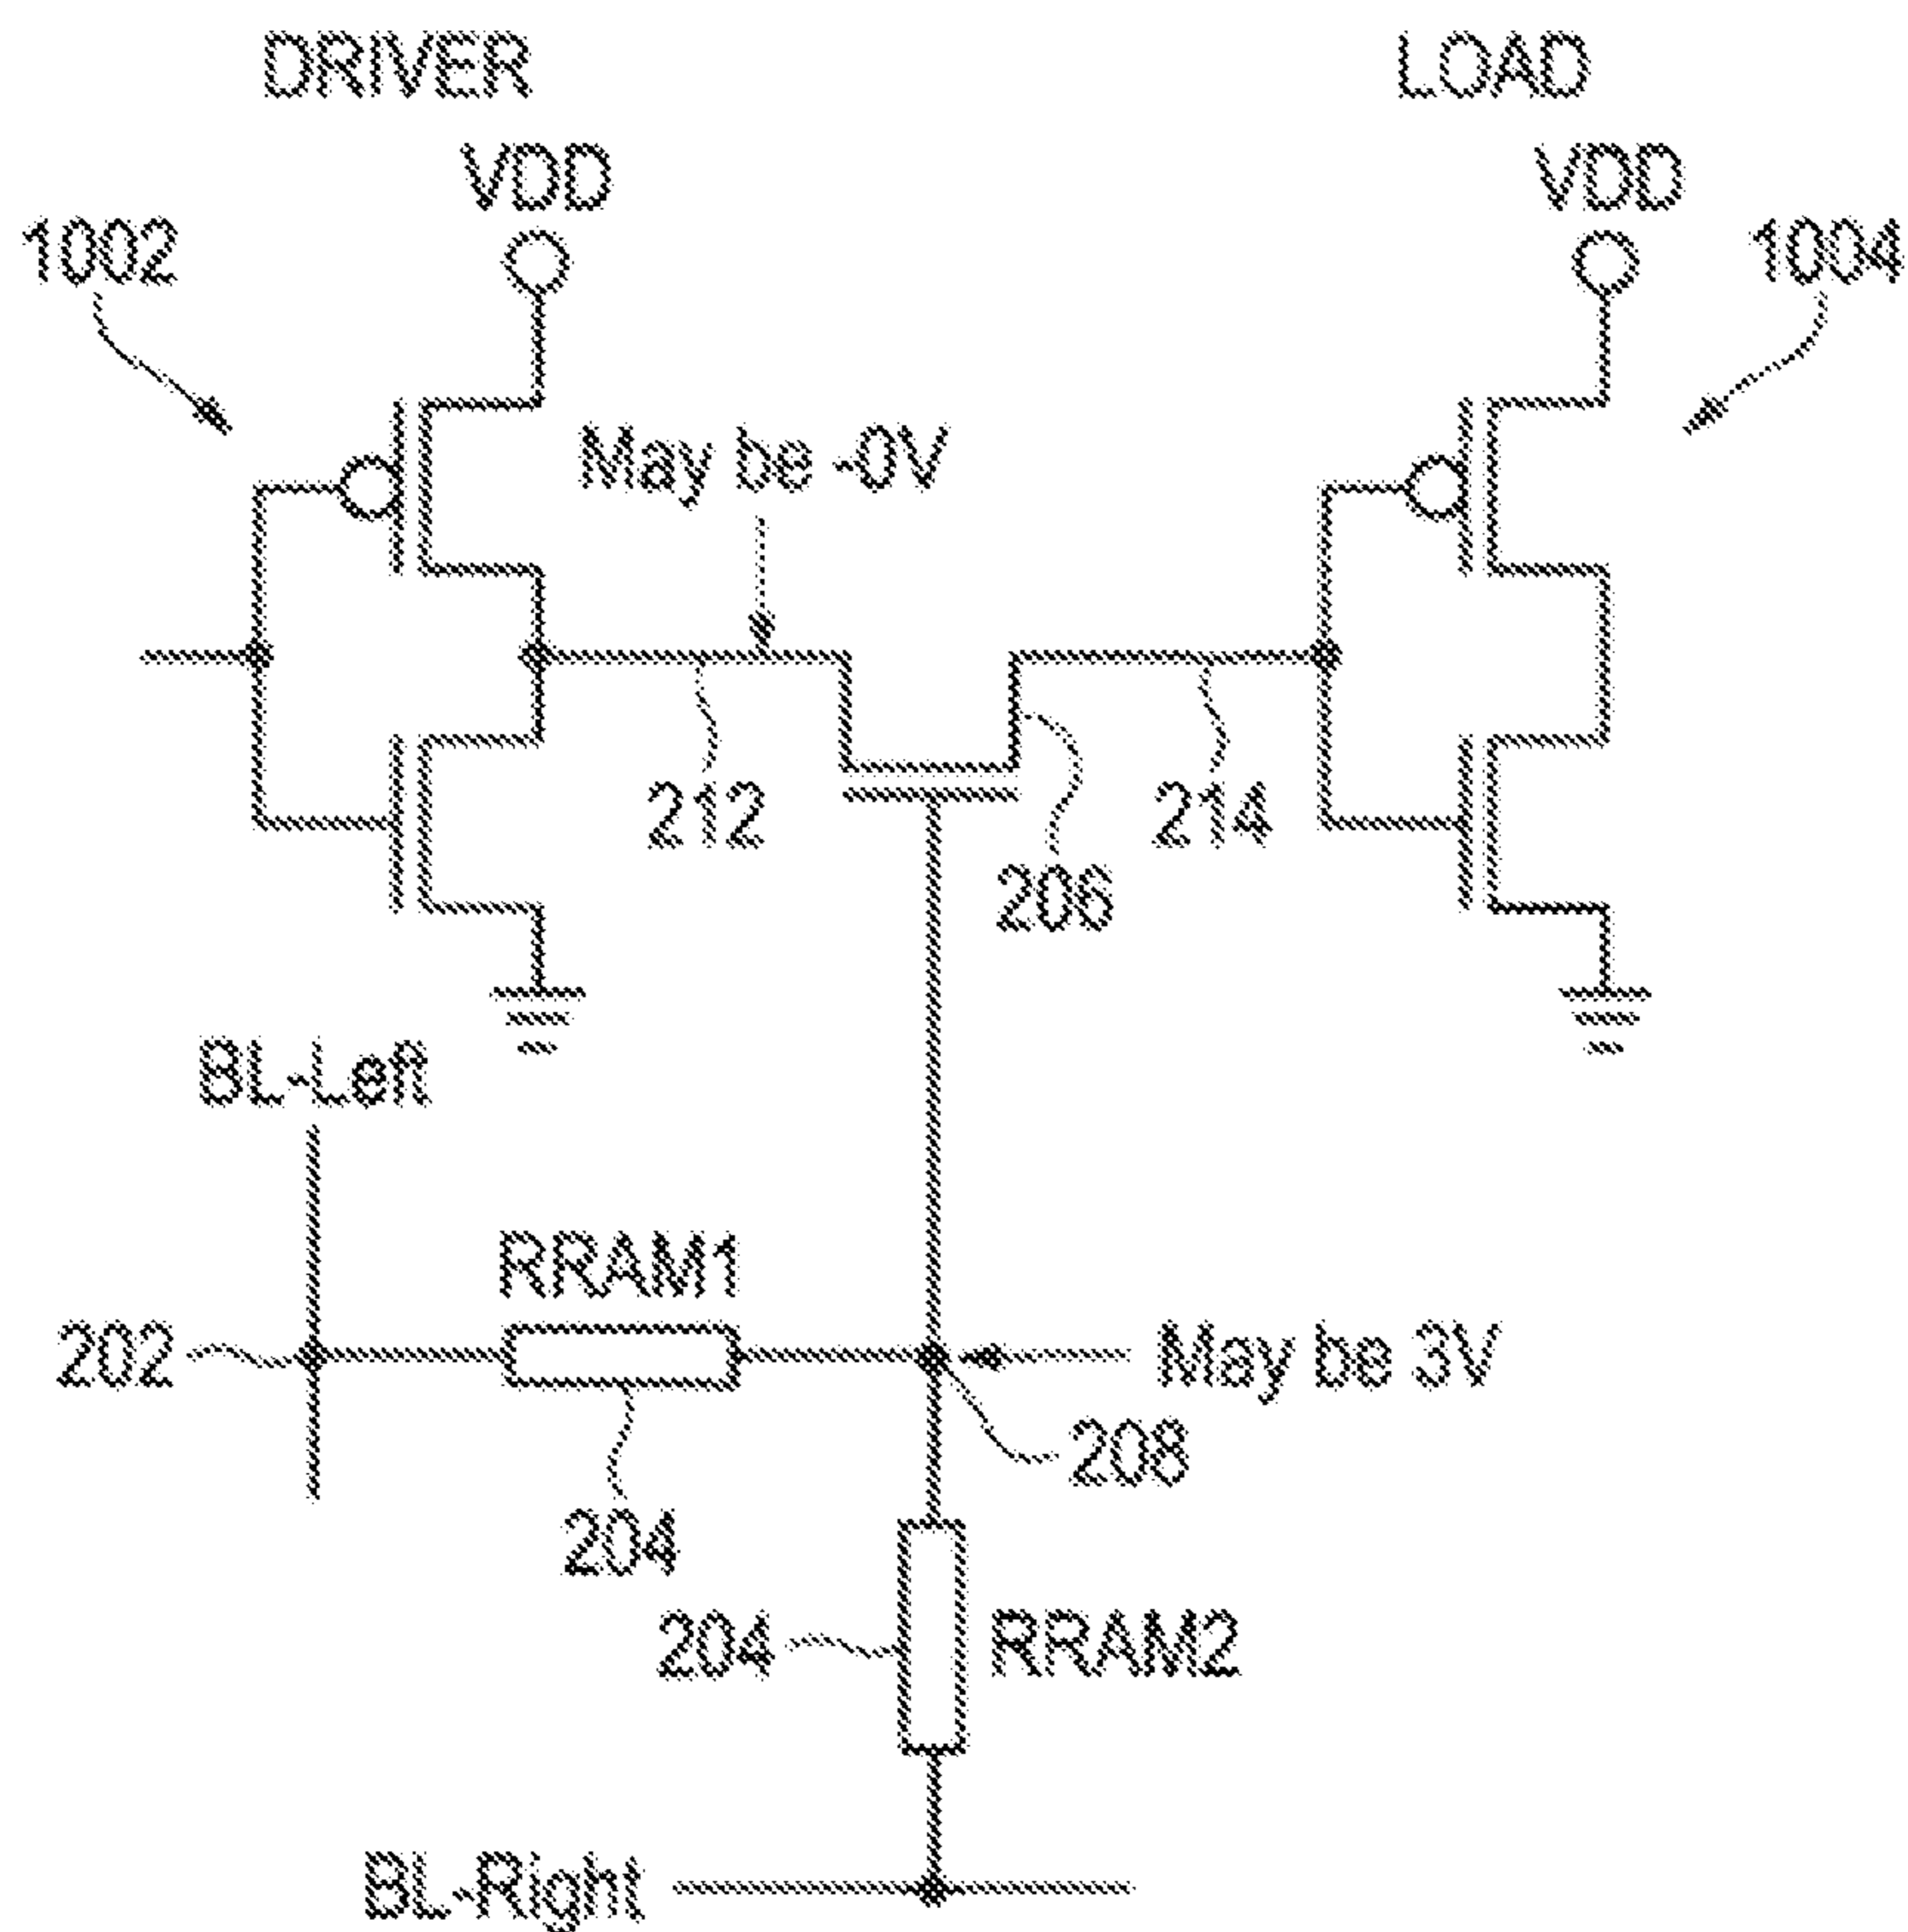 DRIVER
LOAD
VDD
VDD
1002
1004
May be -0V
212
214
206
BL-Left
RRAM1
202
May be 3V
208
204
204
RRAM2
BL-Right